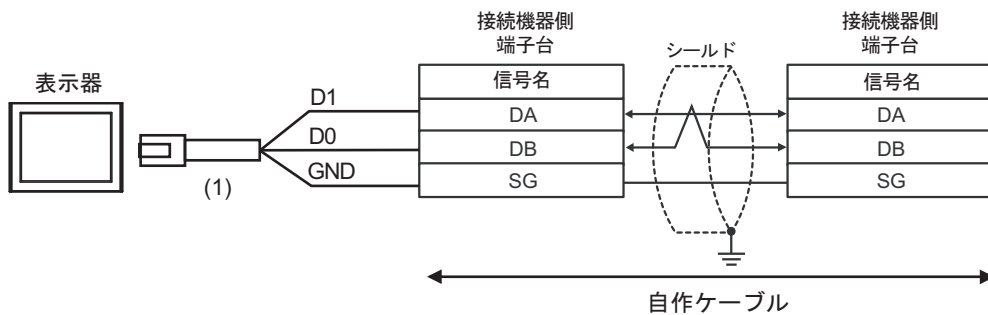 表示器
(1)
D1
D0
GND
接続機器側
端子台
信号名
DA
DB
SG
シールド
接続機器側
端子台
信号名
DA
DB
SG
自作ケーブル